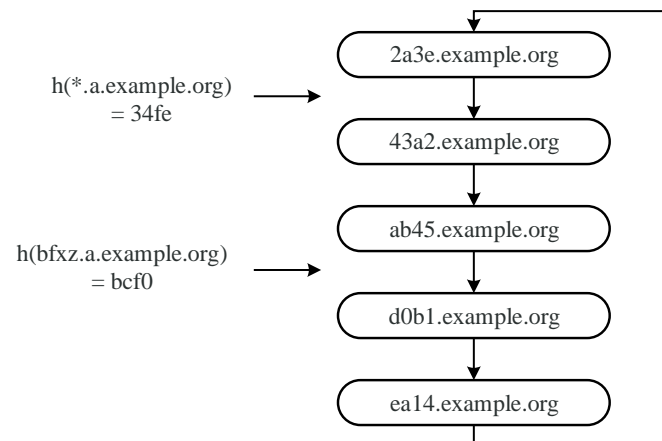 2a3e.example.org
h(*.a.example.org)
= 34fe
43a2.example.org
ab45.example.org
h(bfxz.a.example.org)
= bcf0
d0b1.example.org
ea14.example.org